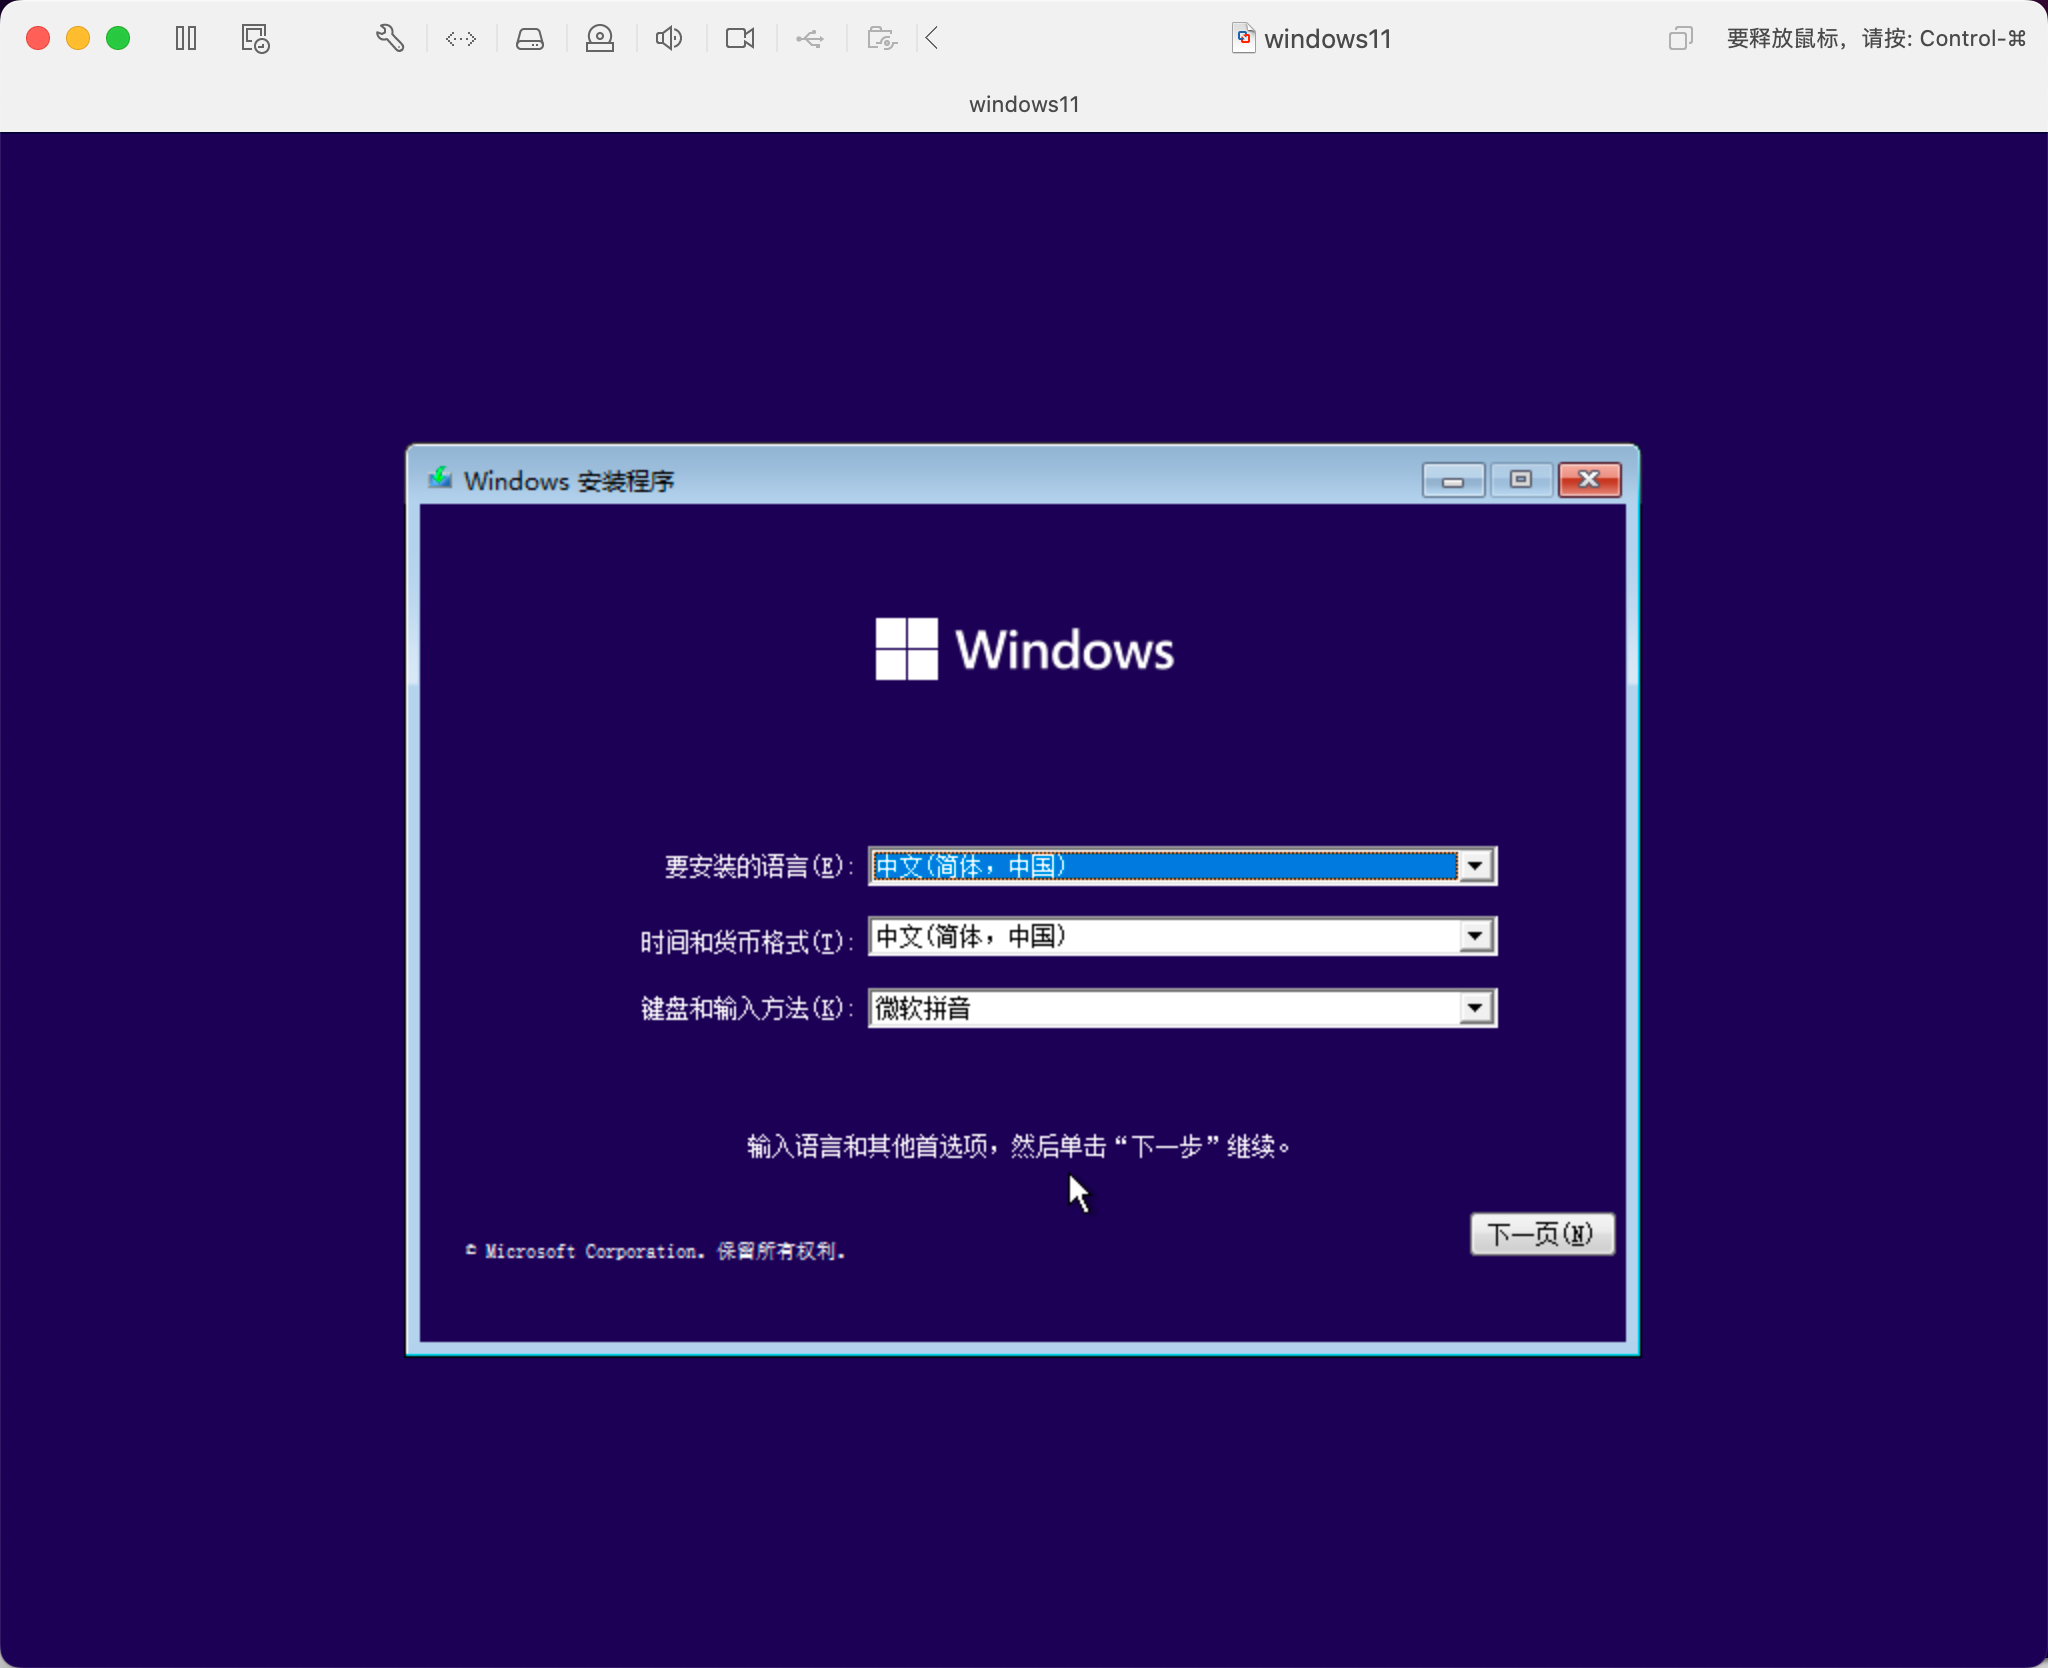 windows11
要释放鼠标，请按: Control-⌘
windows11
Windows 安装程序
Windows
要安装的语言(E): 中文(简体，中国)
时间和货币格式(T): 中文(简体，中国)
键盘和输入方法(K): 微软拼音
输入语言和其他首选项，然后单击“下一步”继续。
下一页(N)
© Microsoft Corporation. 保留所有权利.